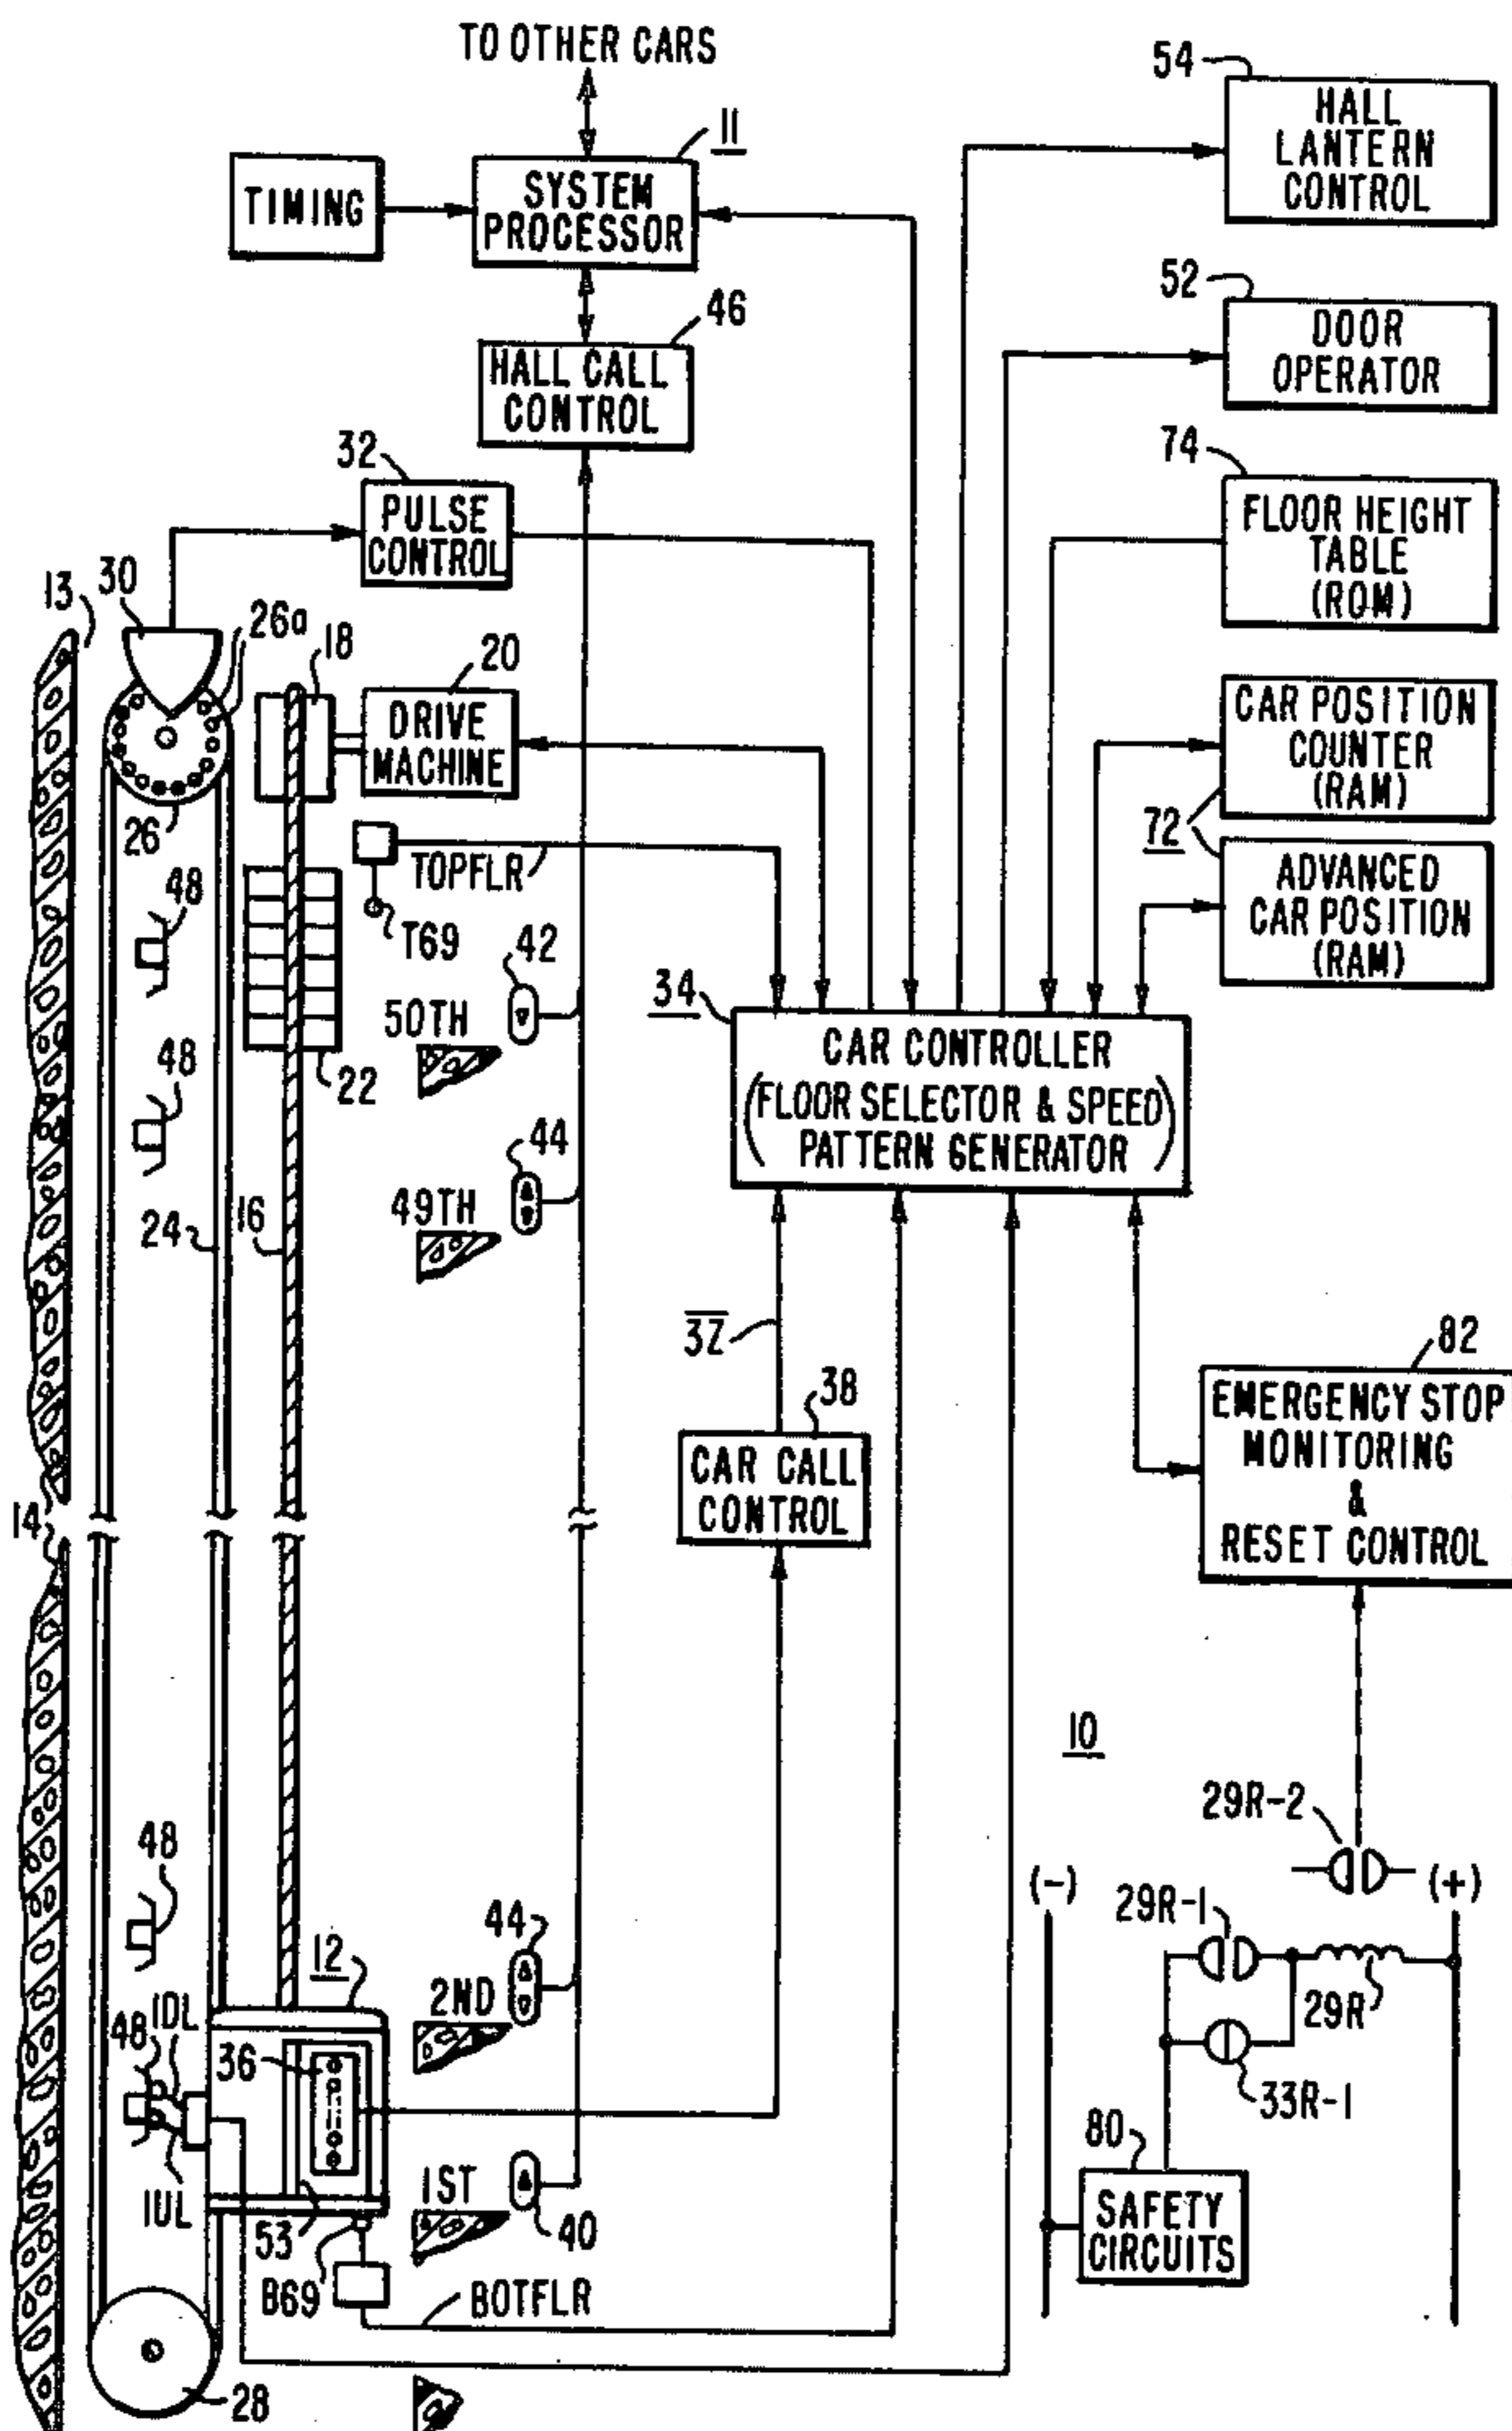 TO OTHER CARS
54
HALL
LANTERN
CONTROL
11
TIMING
SYSTEM
PROCESSOR
52
DOOR
OPERATOR
46
HALL CALL
CONTROL
74
FLOOR HEIGHT
TABLE
(ROM)
32
PULSE
CONTROL
13
30
26a
18
20
DRIVE
MACHINE
CAR POSITION
COUNTER
(RAM)
72
26
TOPFLR
48
T69
42
ADVANCED
CAR POSITION
(RAM)
34
50TH
48
22
CAR CONTROLLER
(FLOOR SELECTOR & SPEED
PATTERN GENERATOR)
44
49TH
24
16
3Z
82
EMERGENCY STOP
MONITORING
&
RESET CONTROL
38
CAR CALL
CONTROL
14
10
29R-2
48
(-)
29R-1
(+)
44
12
2ND
1DL
48
36
29R
33R-1
80
1UL
1ST
53
40
SAFETY
CIRCUITS
B69
BOTFLR
28